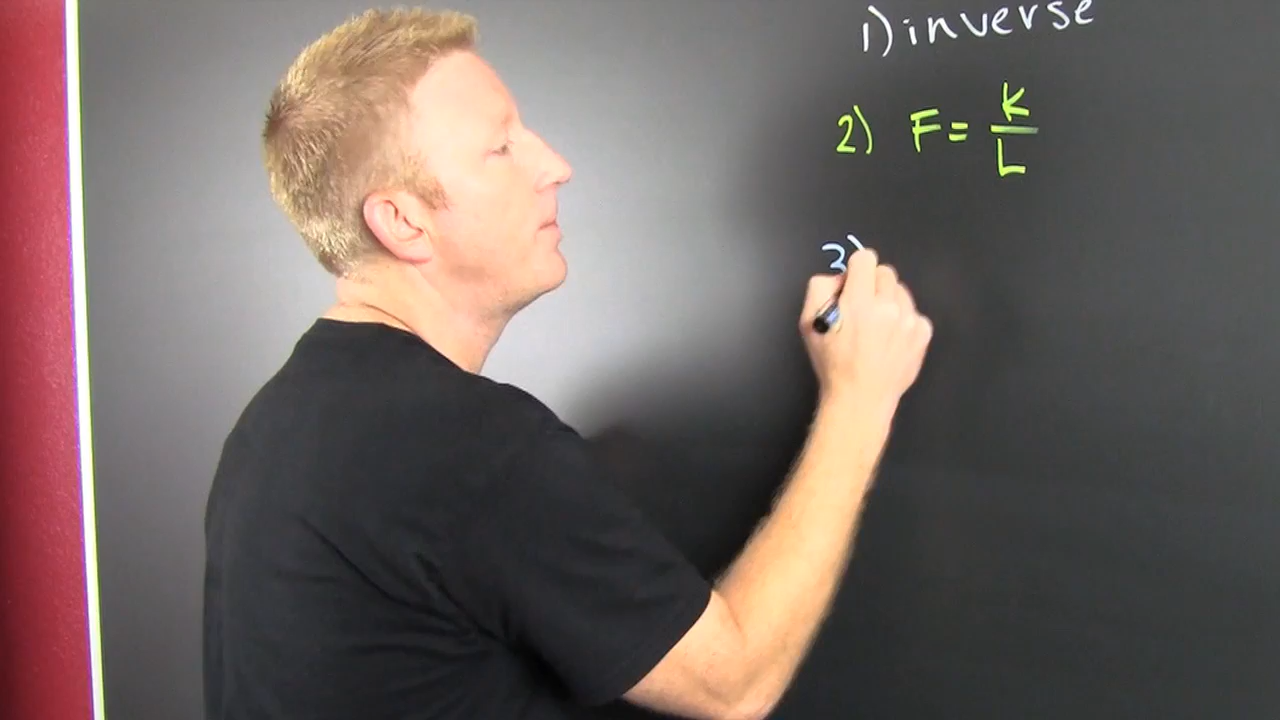 1) inverse
2) F = K/L
3)